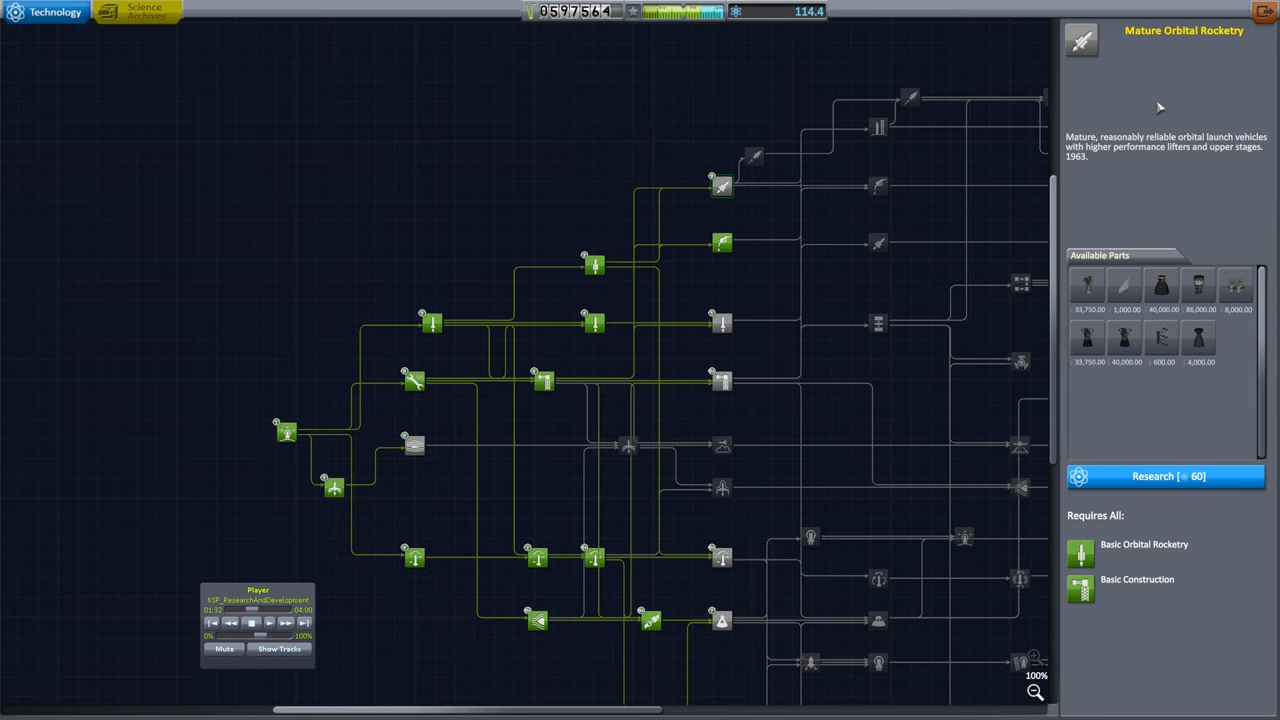 Technology
Science
Archives
0597564
114.4
Mature Orbital Rocketry
Mature, reasonably reliable orbital launch vehicles
with higher performance lifters and upper stages.
1963.
Available Parts
33,750.00 1,000.00 40,000.00 86,000.00 8,000.00
33,750.00 40,000.00 600.00 4,000.00
Research [ 60]
Requires All:
Basic Orbital Rocketry
Basic Construction
Player
KSP_ResearchAndDevelopment
01:32 04:00
0% 100%
Mute Show Tracks
100%